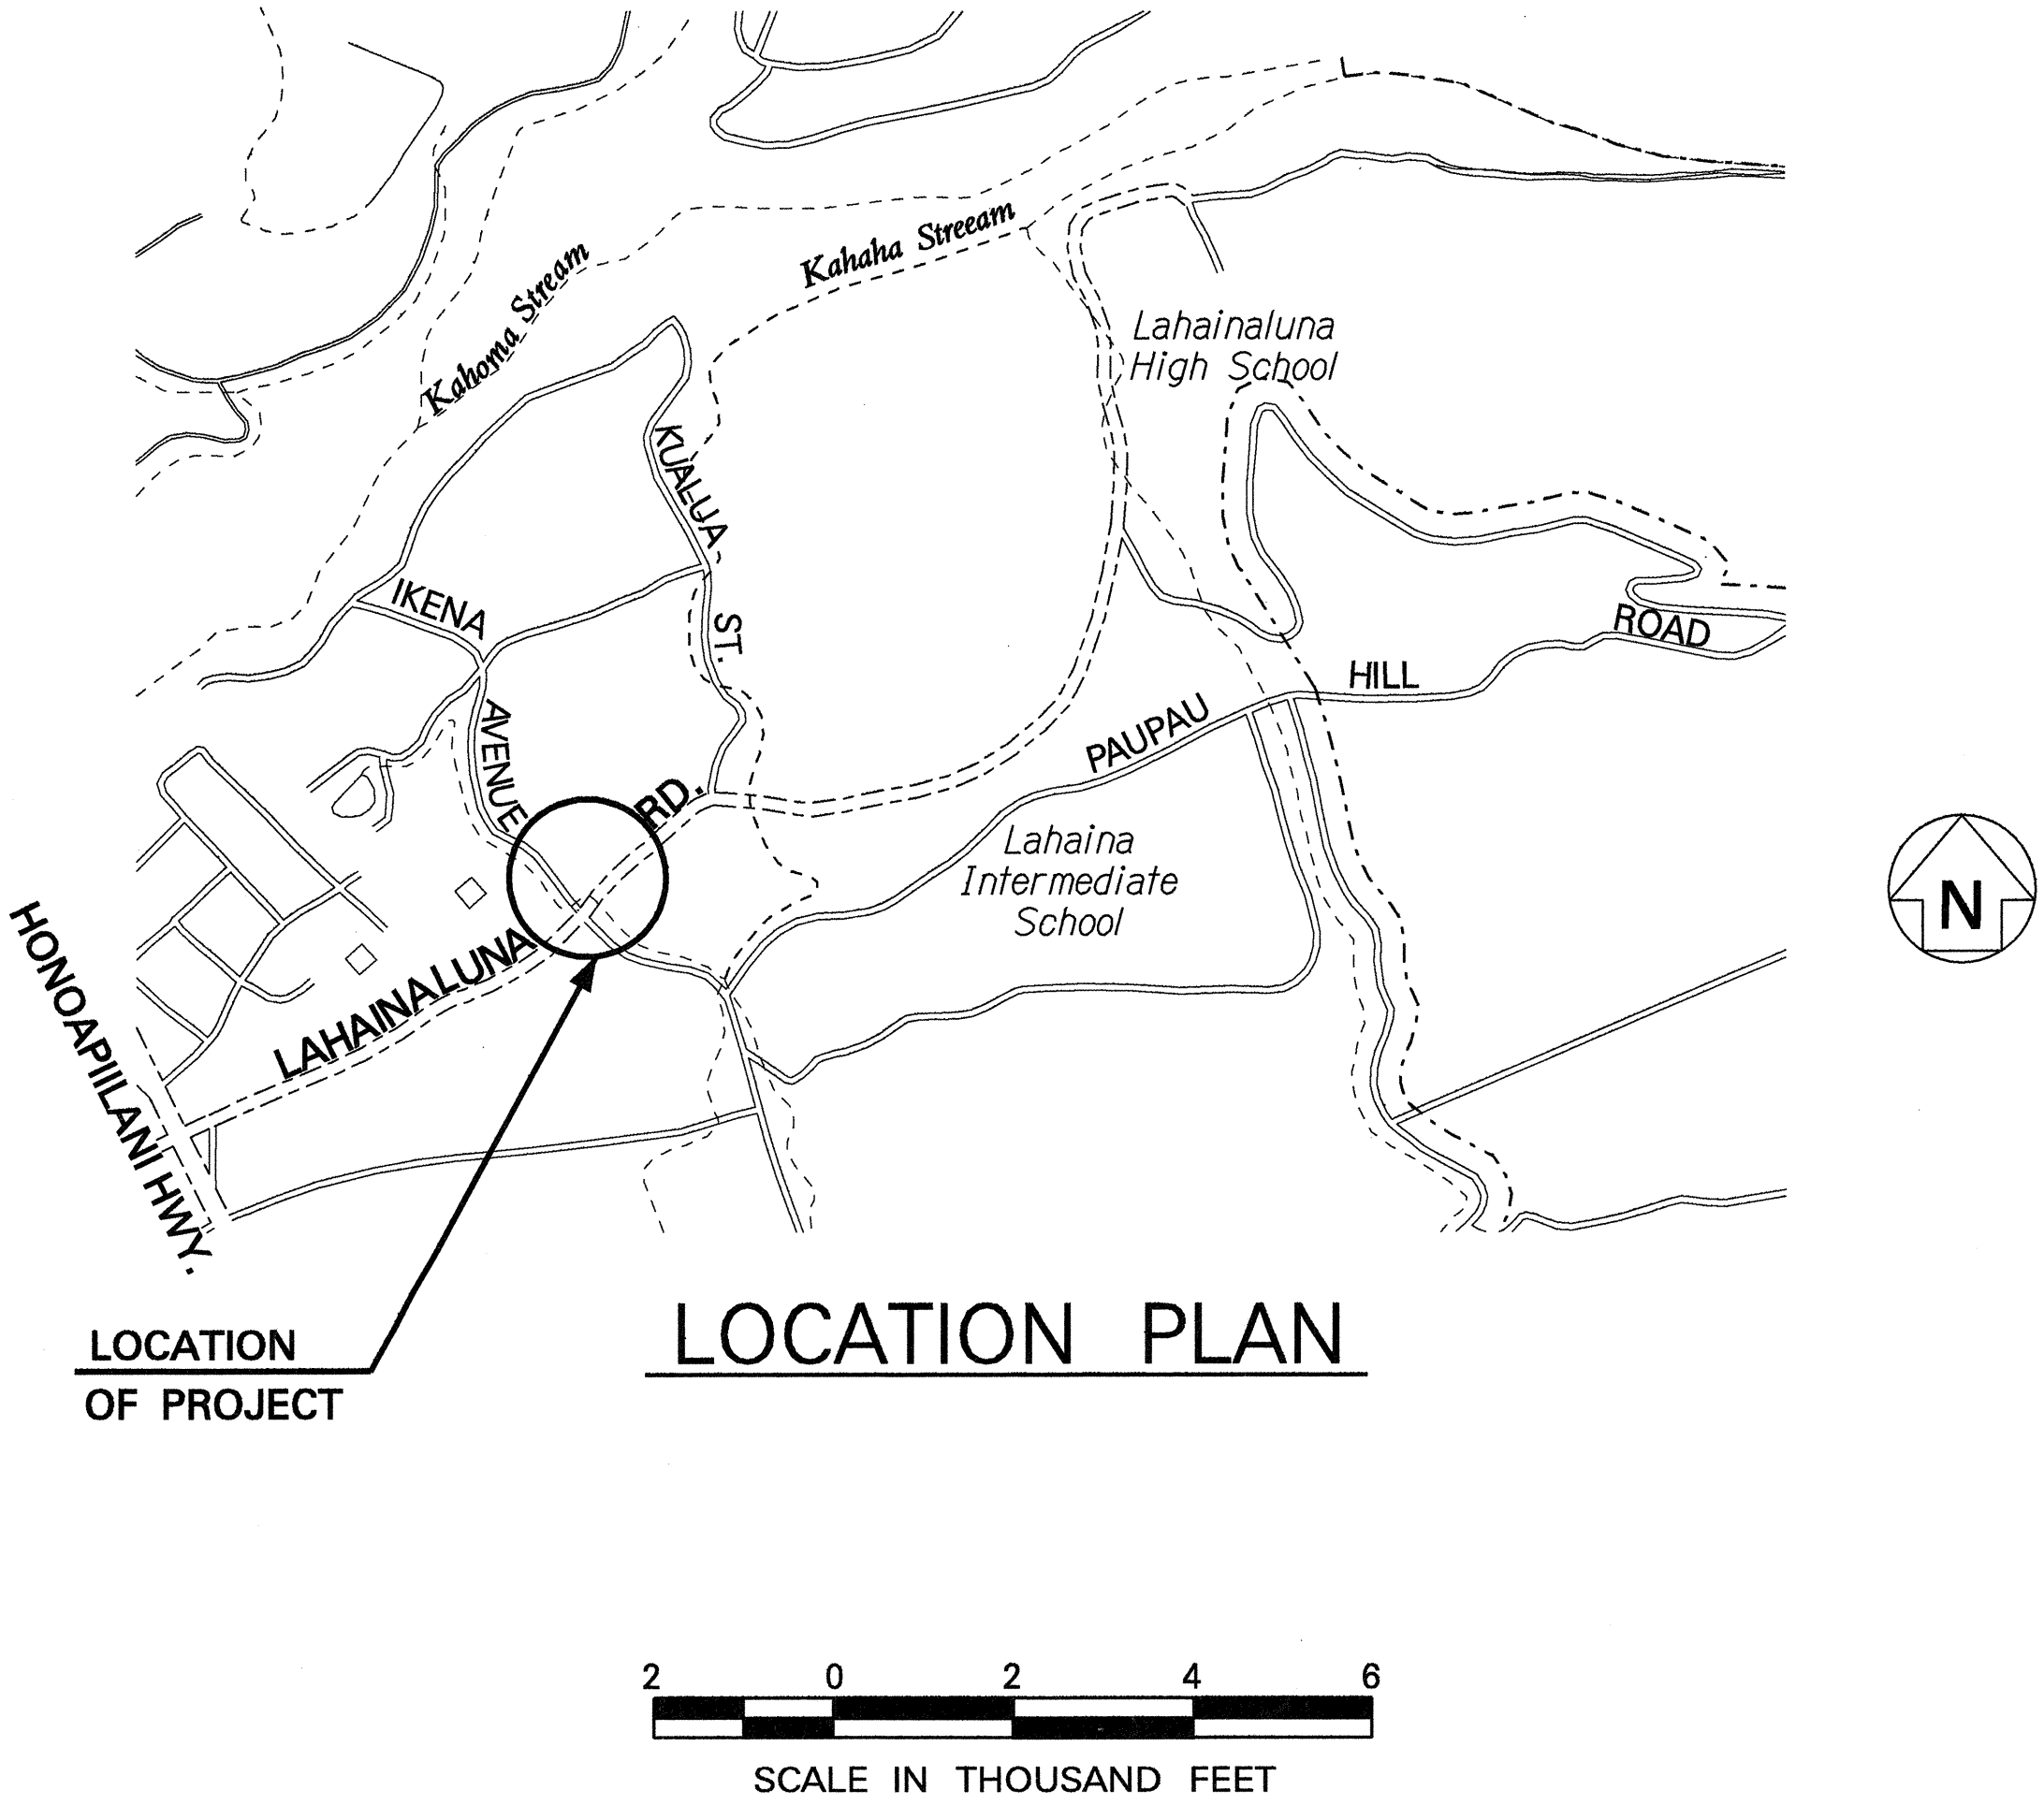 Kahoma Stream
Kahaha Streeam
Lahainaluna
High School
KUALUA
ST.
IKENA
AVENUE
ROAD
HILL
PAUPAU
RD.
Lahaina
Intermediate
School
LAHAINALUNA
HONOAPIILANI HWY.
N
LOCATION
OF PROJECT
LOCATION PLAN
2 0 2 4 6
SCALE IN THOUSAND FEET